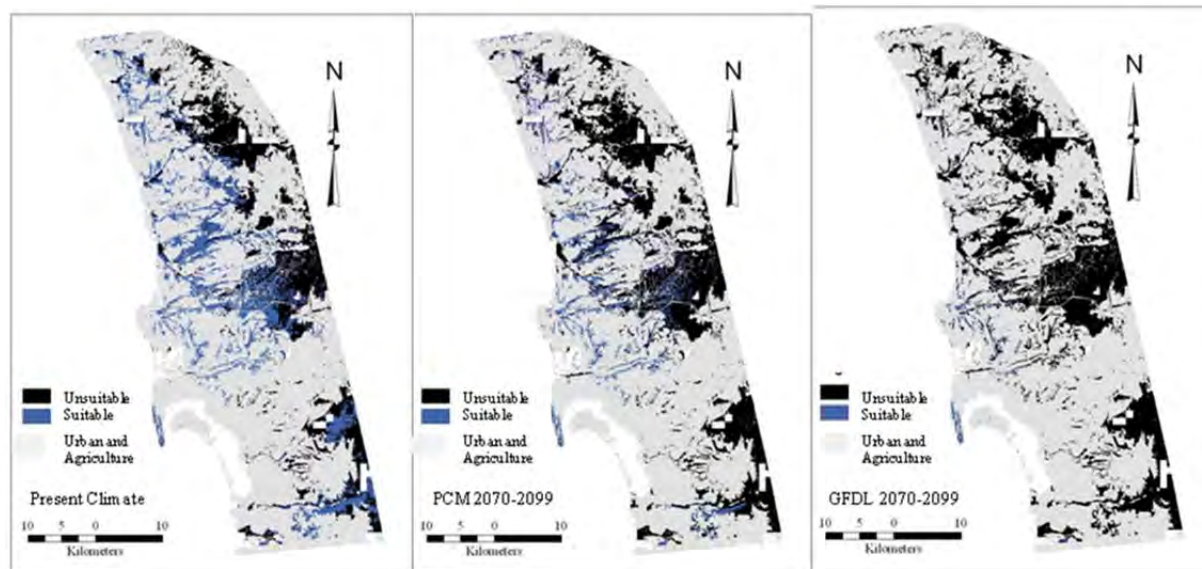 N
Unsuitable
Suitable
Urban and
Agriculture
Present Climate
10 5 0 10
Kilometers
N
Unsuitable
Suitable
Urban and
Agriculture
PCM 2070-2099
10 5 0 10
Kilometers
N
Unsuitable
Suitable
Urban and
Agriculture
GFDL 2070-2099
10 5 0 10
Kilometers